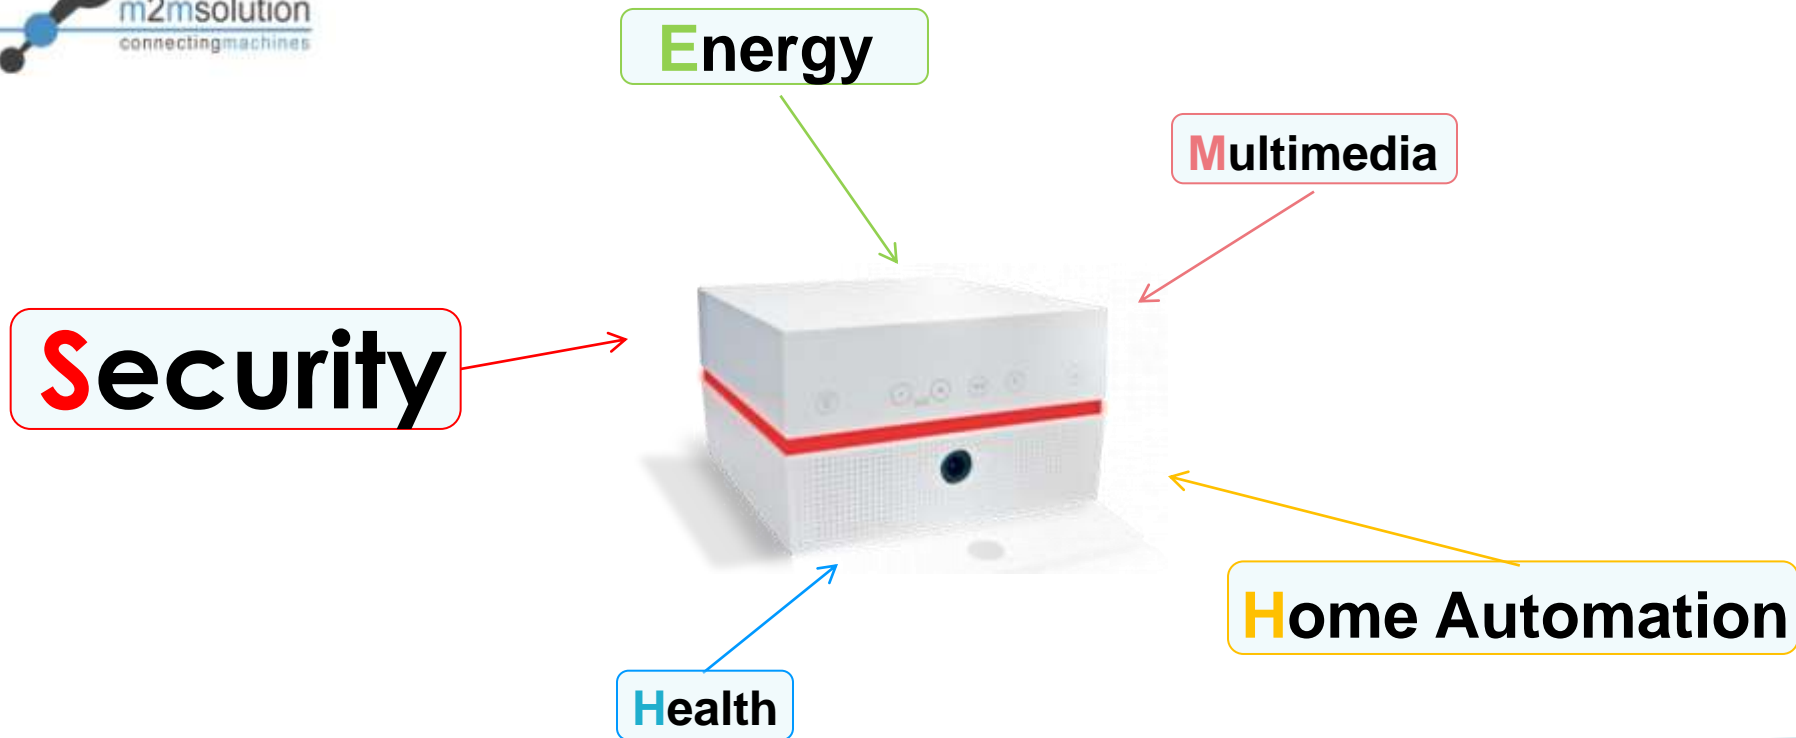 m2msolution
connectingmachines
Energy
Multimedia
Security
Home Automation
Health